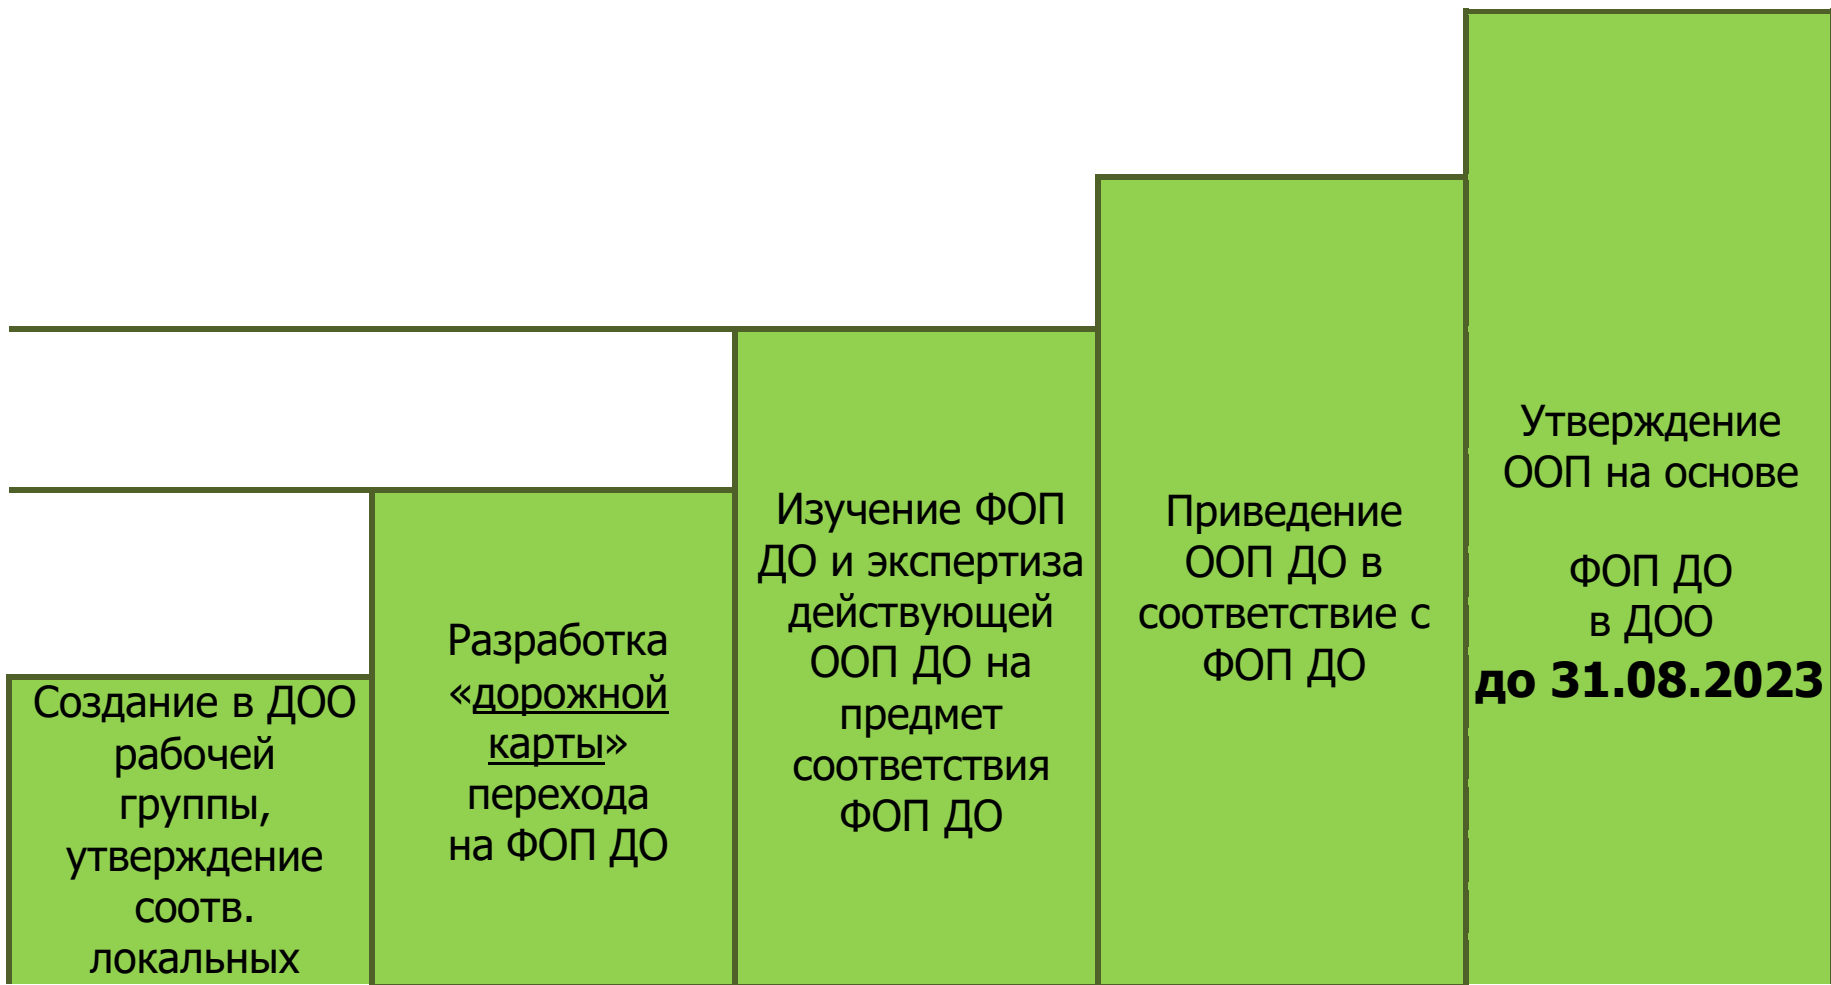 Создание в ДОО
рабочей
группы,
утверждение
соотв.
локальных
Разработка
«дорожной
карты»
перехода
на ФОП ДО
Изучение ФОП
ДО и экспертиза
действующей
ООП ДО на
предмет
соответствия
ФОП ДО
Приведение
ООП ДО в
соответствие с
ФОП ДО
Утверждение
ООП на основе
ФОП ДО
в ДОО
до 31.08.2023